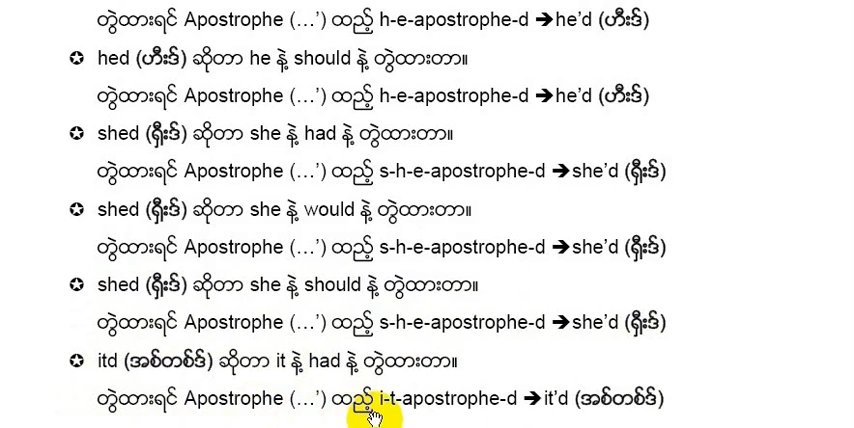 တွဲထားရင် Apostrophe (…’) ထည့် h-e-apostrophe-d ➔he’d (ဟီးဒ်)
✪ hed (ဟီးဒ်) ဆိုတာ he နဲ့ should နဲ့ တွဲထားတာ။
တွဲထားရင် Apostrophe (…’) ထည့် h-e-apostrophe-d ➔he’d (ဟီးဒ်)
✪ shed (ရှီးဒ်) ဆိုတာ she နဲ့ had နဲ့ တွဲထားတာ။
တွဲထားရင် Apostrophe (…’) ထည့် s-h-e-apostrophe-d ➔she’d (ရှီးဒ်)
✪ shed (ရှီးဒ်) ဆိုတာ she နဲ့ would နဲ့ တွဲထားတာ။
တွဲထားရင် Apostrophe (…’) ထည့် s-h-e-apostrophe-d ➔she’d (ရှီးဒ်)
✪ shed (ရှီးဒ်) ဆိုတာ she နဲ့ should နဲ့ တွဲထားတာ။
တွဲထားရင် Apostrophe (…’) ထည့် s-h-e-apostrophe-d ➔she’d (ရှီးဒ်)
✪ itd (အစ်တစ်ဒ်) ဆိုတာ it နဲ့ had နဲ့ တွဲထားတာ။
တွဲထားရင် Apostrophe (…’) ထည့် i-t-apostrophe-d ➔it’d (အစ်တစ်ဒ်)